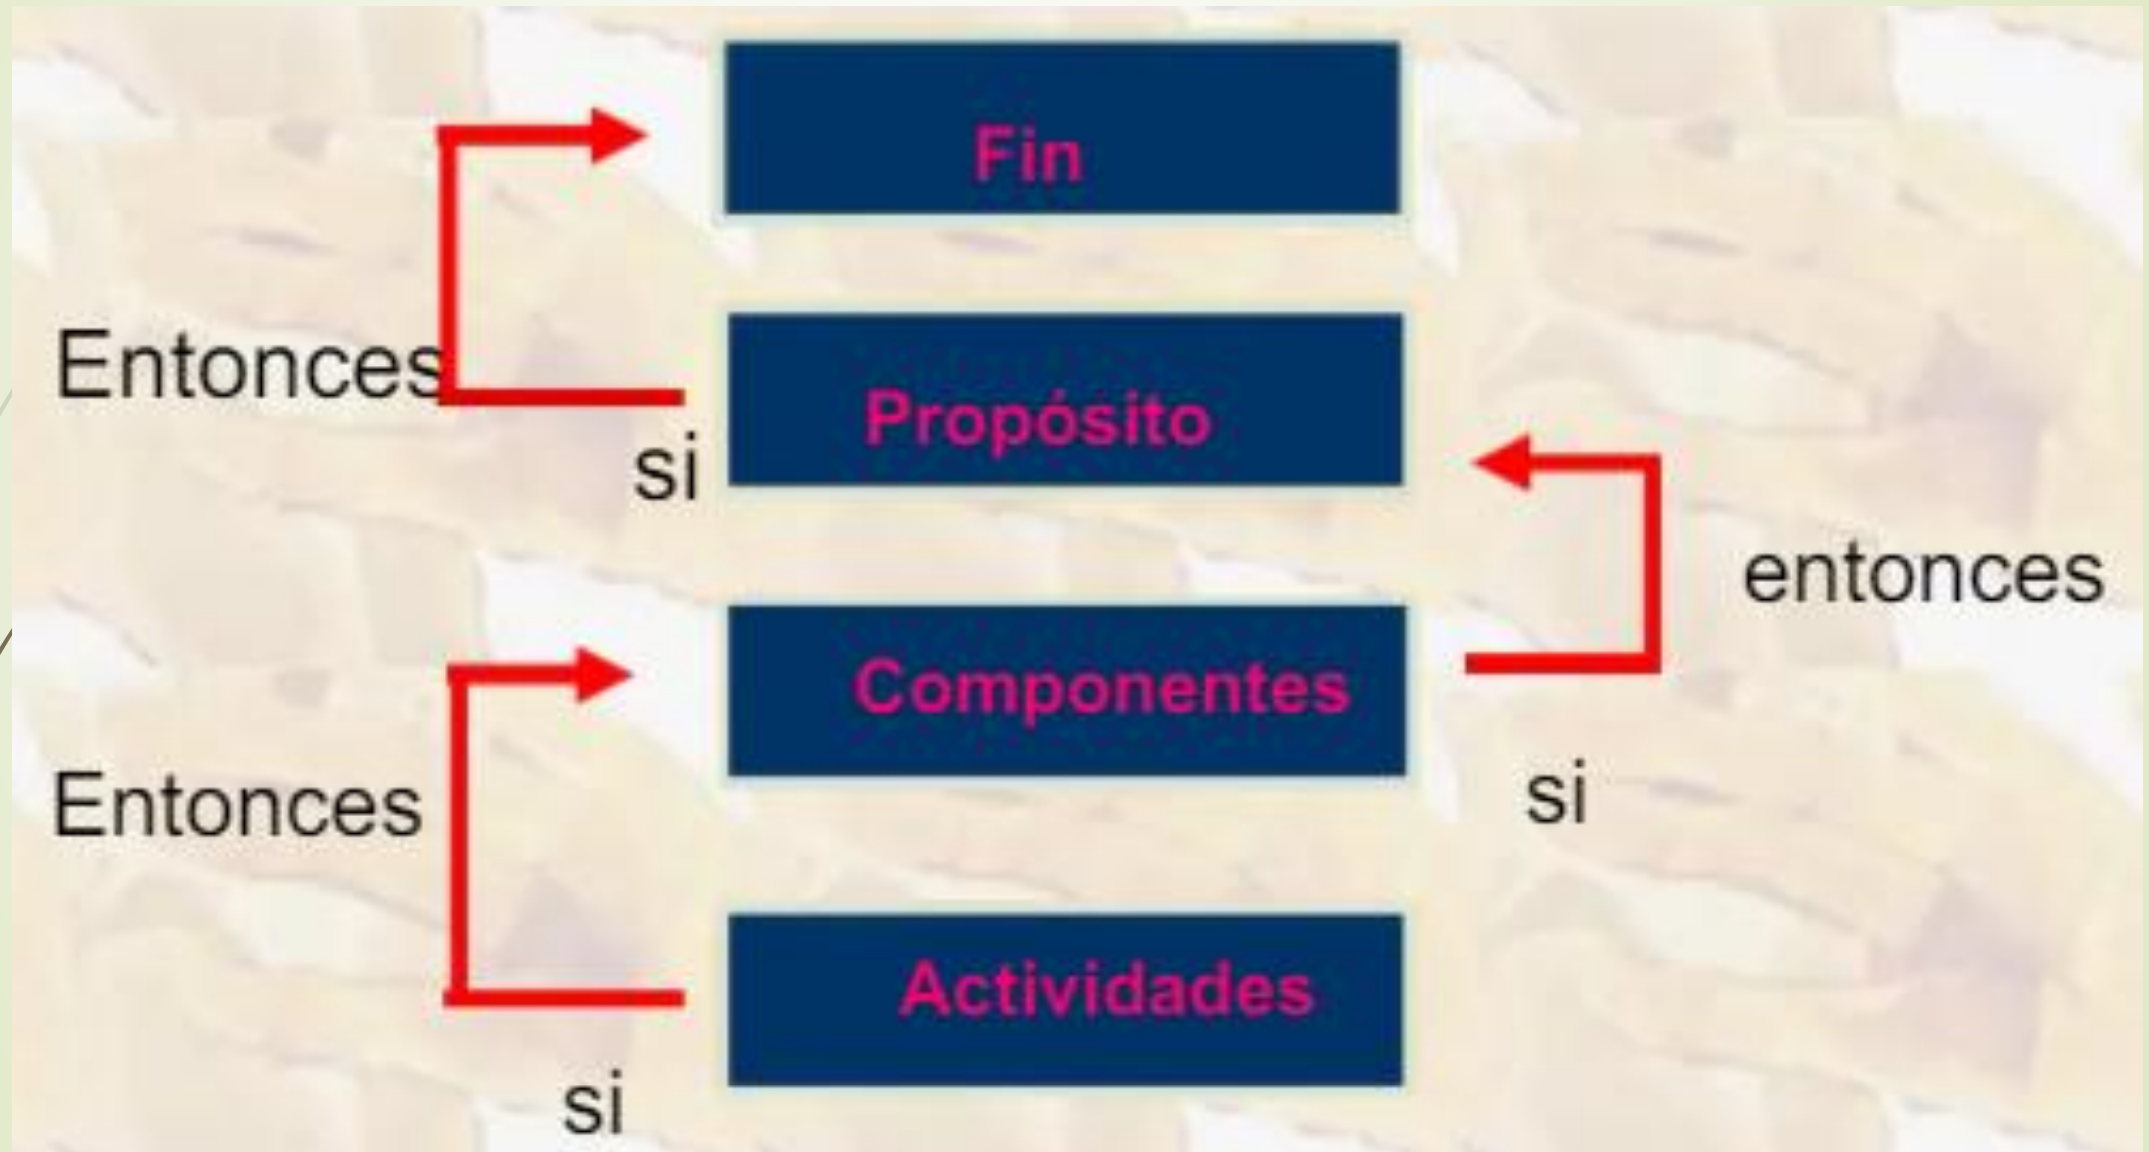 Fin
Entonces
Propósito
si
entonces
Componentes
Entonces
si
Actividades
si